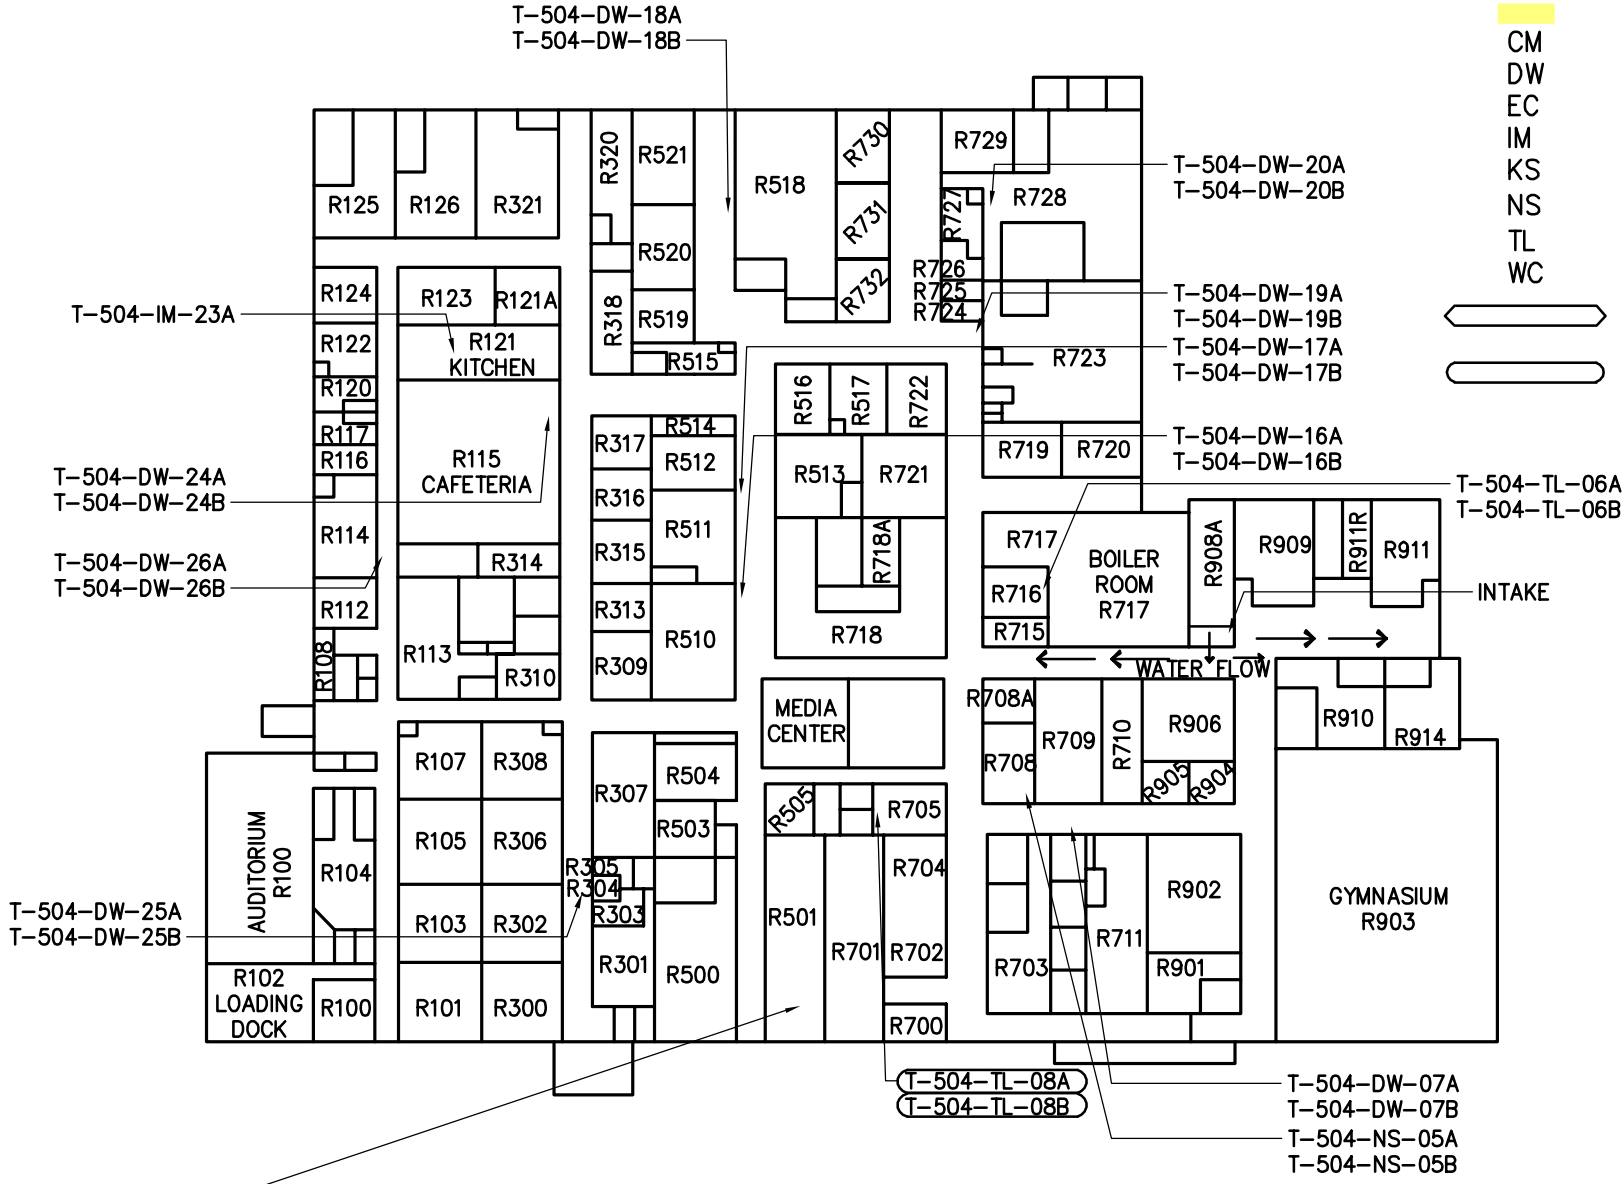 T-504-DW-18A
T-504-DW-18B
CM
DW
EC
IM
KS
NS
TL
WC
R125
R126
R321
R320
R521
R518
R730
R729
R728
T-504-DW-20A
T-504-DW-20B
R731
R727
R520
R726
R124
R123
R121A
R318
R519
R732
R725
R724
T-504-DW-19A
T-504-DW-19B
T-504-IM-23A
R122
R121
KITCHEN
R515
R723
T-504-DW-17A
T-504-DW-17B
R120
R516
R517
R722
R117
R116
R115
CAFETERIA
R317
R514
R512
R513
R721
R719
R720
T-504-DW-16A
T-504-DW-16B
T-504-DW-24A
T-504-DW-24B
R316
R511
T-504-TL-06A
T-504-TL-06B
R114
R314
R315
R718A
R717
BOILER
ROOM
R717
R908A
R909
R911R
R911
T-504-DW-26A
T-504-DW-26B
R112
R313
R510
R716
INTAKE
R108
R113
R310
R309
R718
R715
WATER FLOW
MEDIA
CENTER
R708A
R708
R709
R710
R906
R910
R914
R107
R308
R307
R504
R505
R705
R905
R904
AUDITORIUM
R100
R104
R105
R306
R503
R305
R304
R303
R704
R902
GYMNASIUM
R903
T-504-DW-25A
T-504-DW-25B
R103
R302
R301
R500
R501
R701
R702
R703
R711
R901
R102
LOADING
DOCK
R100
R101
R300
R700
T-504-TL-08A
T-504-TL-08B
T-504-DW-07A
T-504-DW-07B
T-504-NS-05A
T-504-NS-05B